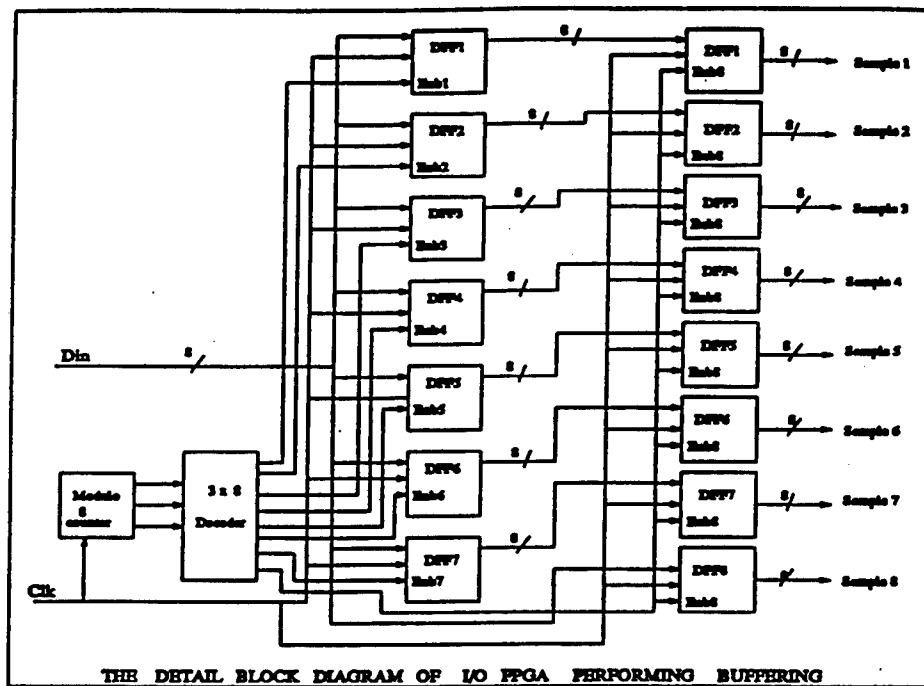 DFF1
Enb1
8
DFF1
Enb8
8
Sample 1
DFF2
Enb2
8
DFF2
Enb8
8
Sample 2
DFF3
Enb3
8
DFF3
Enb8
8
Sample 3
DFF4
Enb4
8
DFF4
Enb8
8
Sample 4
Din
8
DFF5
Enb5
8
DFF5
Enb8
8
Sample 5
DFF6
Enb6
8
DFF6
Enb8
8
Sample 6
Modulo
8
counter
3 x 8
Decoder
DFF7
Enb7
8
DFF7
Enb8
8
Sample 7
Clk
DFF8
Enb8
8
Sample 8
THE DETAIL BLOCK DIAGRAM OF I/O FPGA PERFORMING BUFFERING